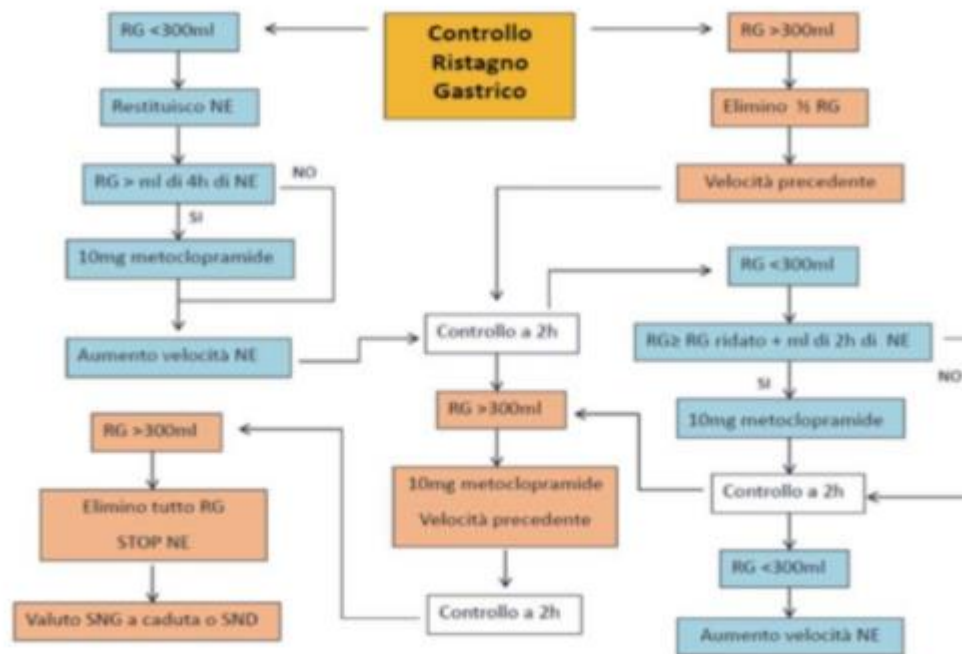 Controllo
Ristagno
Gastrico
RG <300ml
Restituisco NE
RG > ml di 4h di NE
NO
SI
10mg metoclopramide
Aumento velocità NE
RG >300ml
Elimino ½ RG
Velocità precedente
Controllo a 2h
RG <300ml
RG≥ RG ridato + ml di 2h di NE
NO
SI
10mg metoclopramide
Controllo a 2h
RG <300ml
Aumento velocità NE
RG >300ml
10mg metoclopramide
Velocità precedente
Controllo a 2h
RG >300ml
Elimino tutto RG
STOP NE
Valuto SNG a caduta o SND